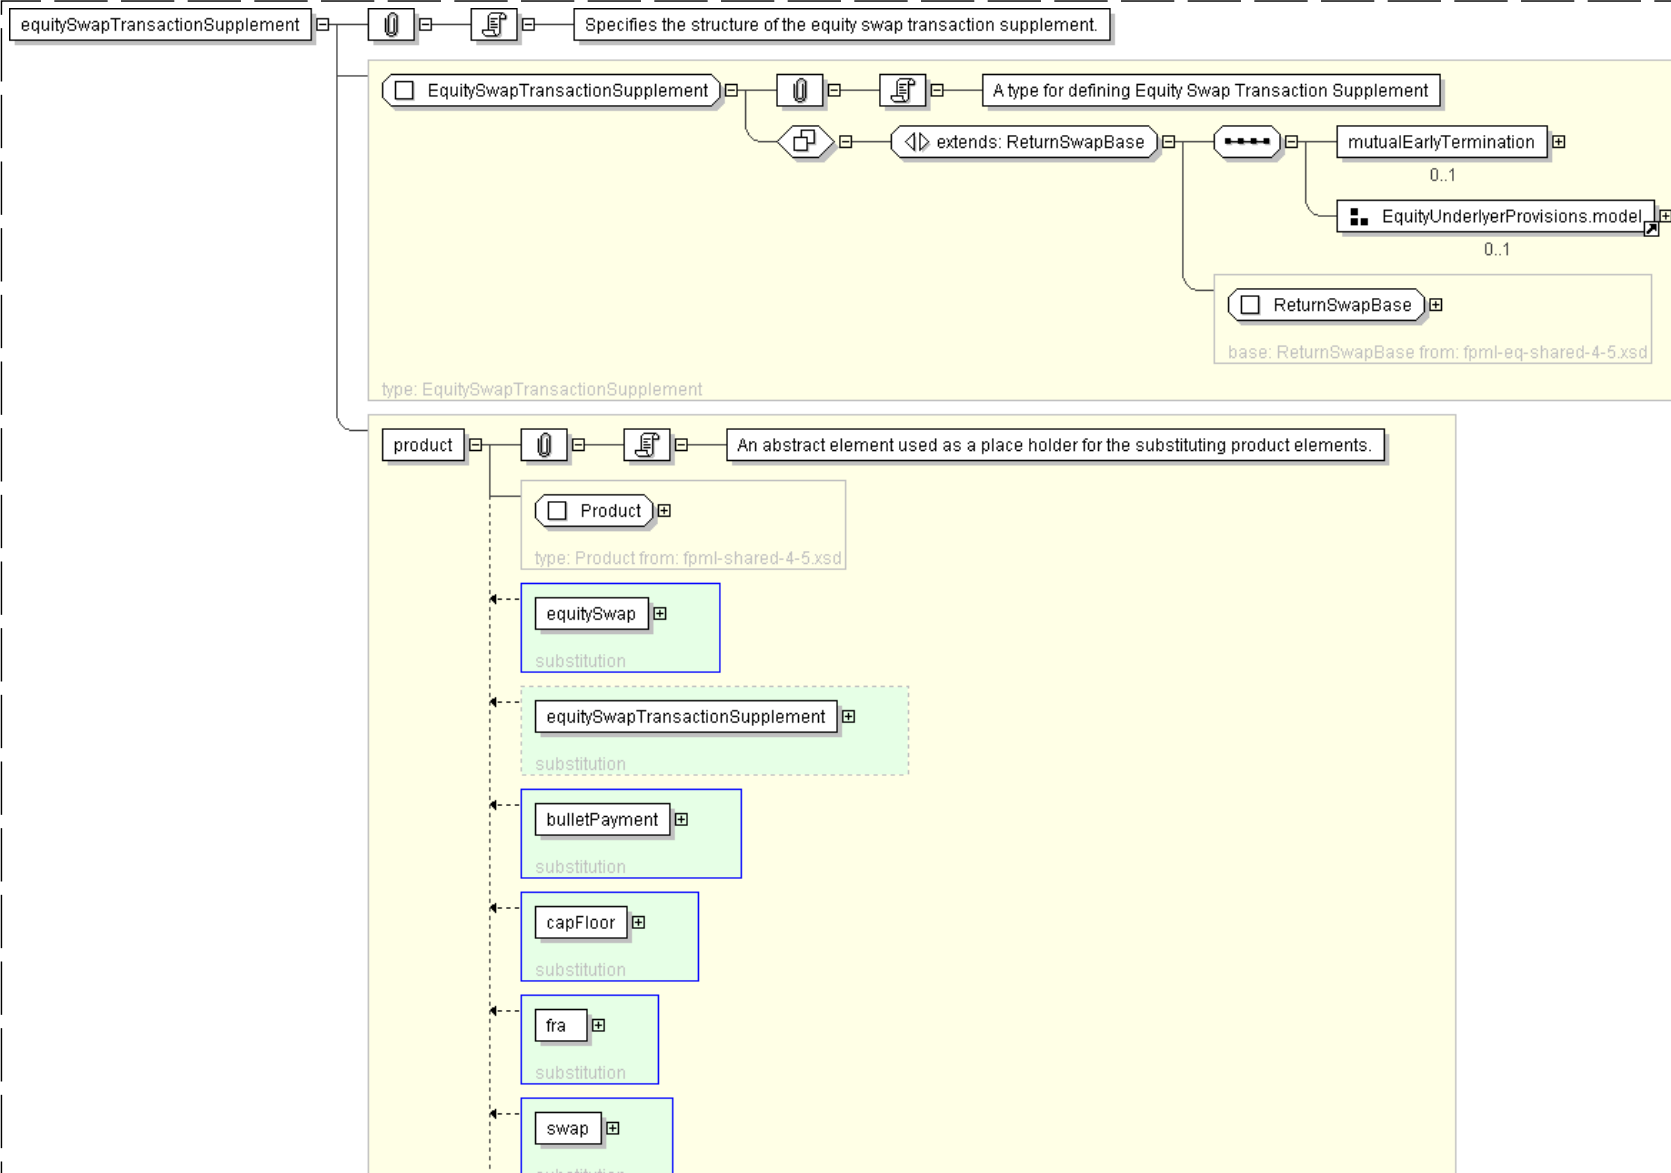 equitySwapTransactionSupplement
Specifies the structure of the equity swap transaction supplement.
EquitySwapTransactionSupplement
A type for defining Equity Swap Transaction Supplement
extends: ReturnSwapBase
mutualEarlyTermination
0..1
EquityUnderlyerProvisions.model
0..1
ReturnSwapBase
base: ReturnSwapBase from: fpml-eq-shared-4-5.xsd
type: EquitySwapTransactionSupplement
product
An abstract element used as a place holder for the substituting product elements.
Product
type: Product from: fpml-shared-4-5.xsd
equitySwap
substitution
equitySwapTransactionSupplement
substitution
bulletPayment
substitution
capFloor
substitution
fra
substitution
swap
substitution